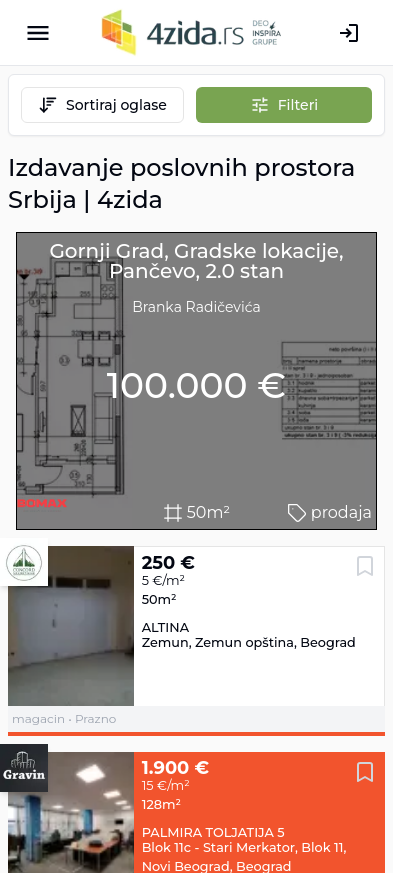 4zida.rs
DEO
INSPIRA
GRUPE
Sortiraj oglase
Filteri
Izdavanje poslovnih prostora
Srbija | 4zida
Gornji Grad, Gradske lokacije,
Pančevo, 2.0 stan
Branka Radičevića
100.000 €
DOMAX
50m²
prodaja
CONCORD
250 €
5 €/m²
50m²
ALTINA
Zemun, Zemun opština, Beograd
magacin • Prazno
Gravin
1.900 €
15 €/m²
128m²
PALMIRA TOLJATIJA 5
Blok 11c - Stari Merkator, Blok 11,
Novi Beograd, Beograd